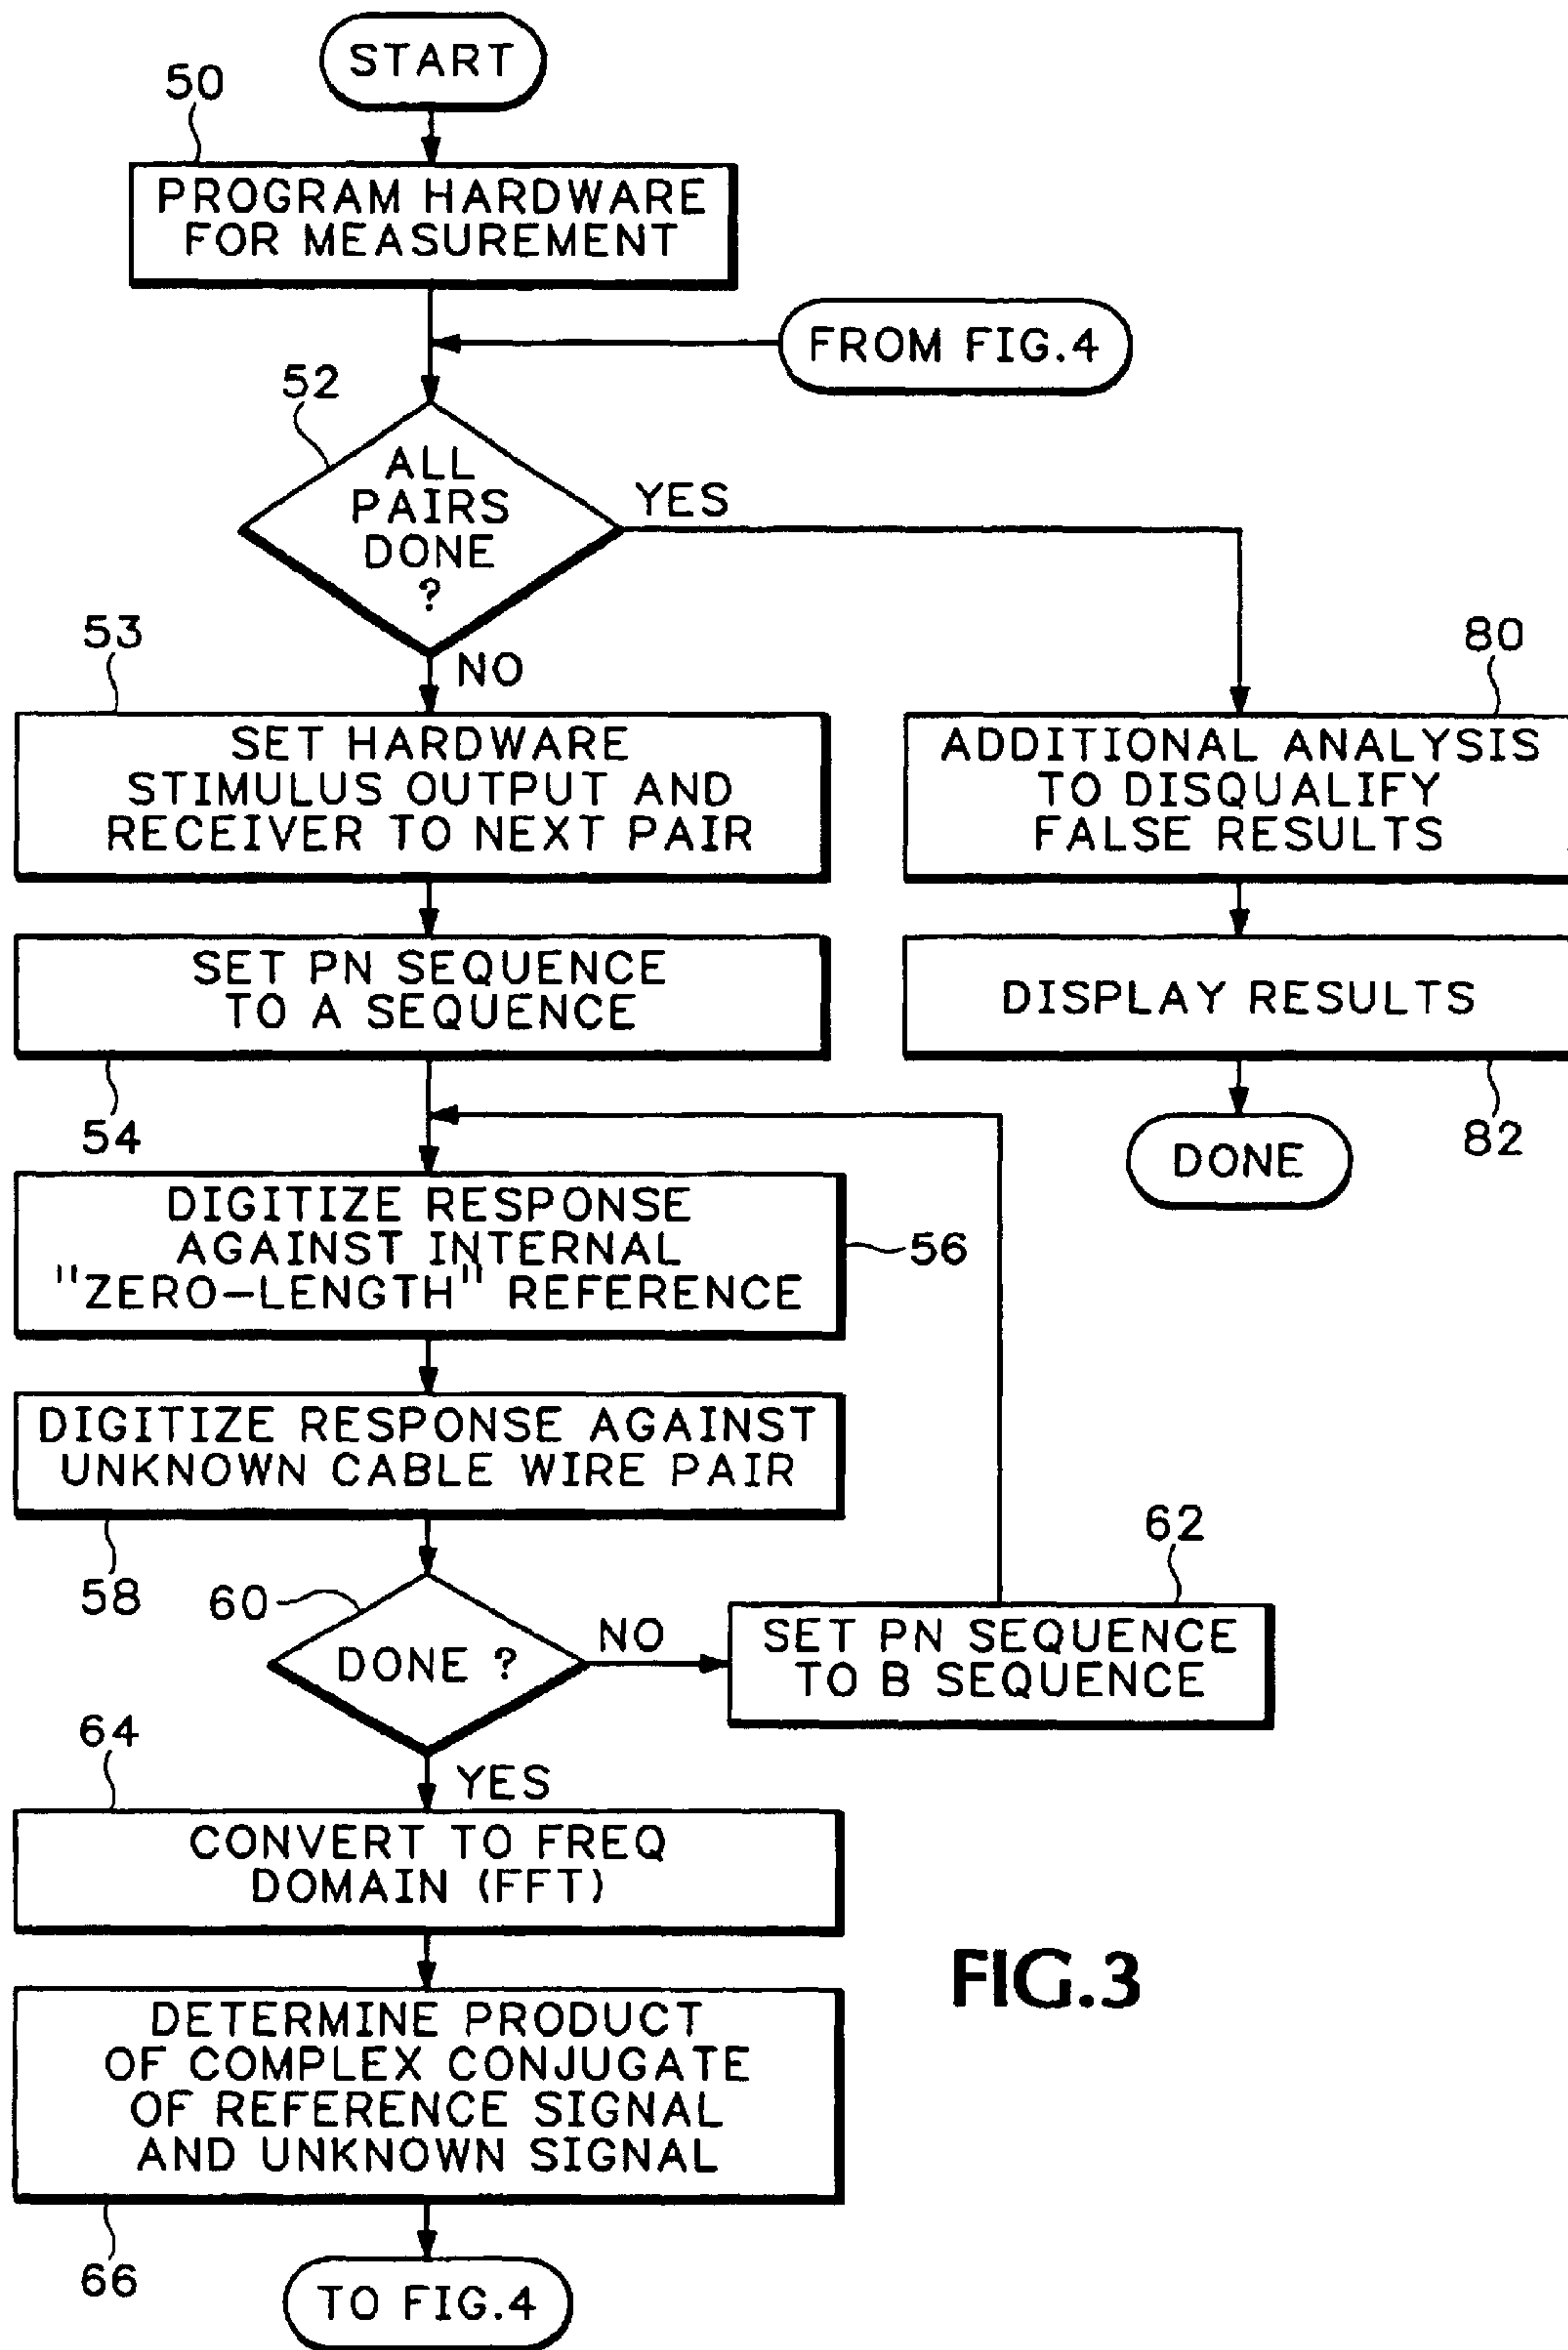 START
50
PROGRAM HARDWARE
FOR MEASUREMENT
FROM FIG.4
52
ALL
PAIRS
DONE
?
YES
NO
53
SET HARDWARE
STIMULUS OUTPUT AND
RECEIVER TO NEXT PAIR
80
ADDITIONAL ANALYSIS
TO DISQUALIFY
FALSE RESULTS
SET PN SEQUENCE
TO A SEQUENCE
54
DISPLAY RESULTS
82
DONE
DIGITIZE RESPONSE
AGAINST INTERNAL
"ZERO-LENGTH" REFERENCE
56
DIGITIZE RESPONSE AGAINST
UNKNOWN CABLE WIRE PAIR
58
60
DONE ?
NO
62
SET PN SEQUENCE
TO B SEQUENCE
YES
64
CONVERT TO FREQ
DOMAIN (FFT)
DETERMINE PRODUCT
OF COMPLEX CONJUGATE
OF REFERENCE SIGNAL
AND UNKNOWN SIGNAL
66
TO FIG.4
FIG.3